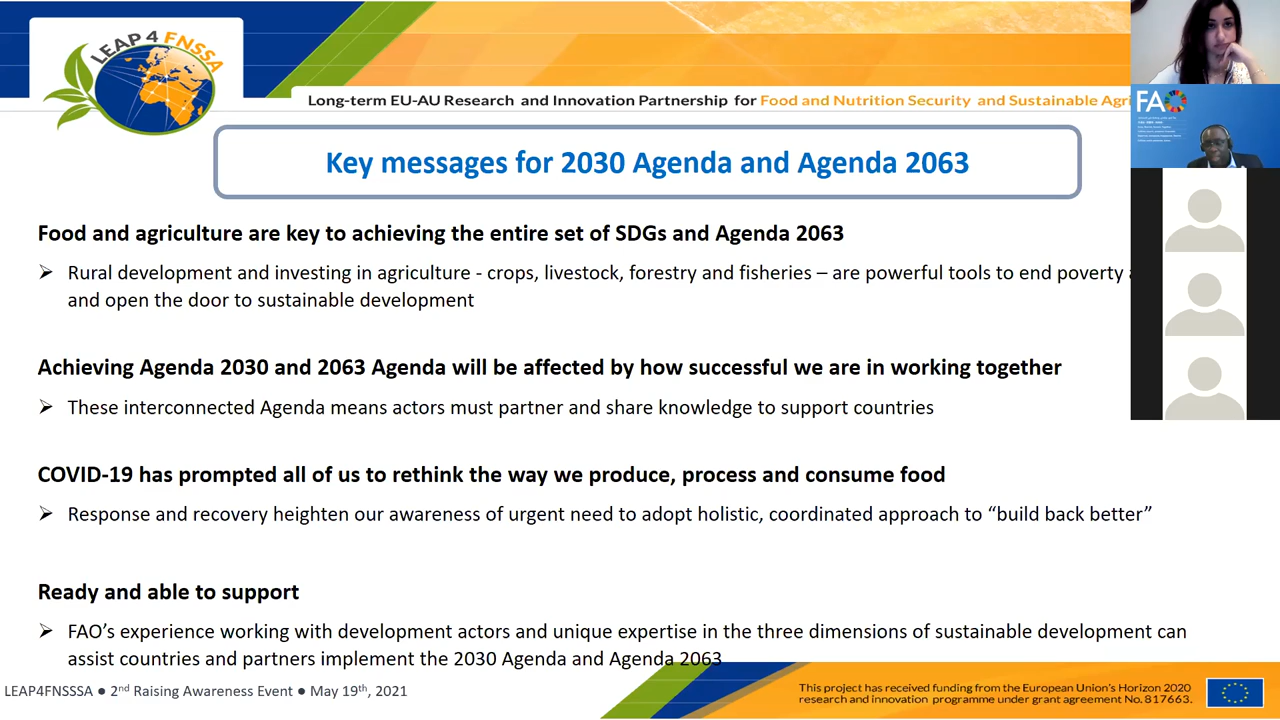 LEAP 4 FNSSA
Long-term EU-AU Research and Innovation Partnership for Food and Nutrition Security and Sustainable Agri
FAO
Key messages for 2030 Agenda and Agenda 2063
Food and agriculture are key to achieving the entire set of SDGs and Agenda 2063
➢ Rural development and investing in agriculture - crops, livestock, forestry and fisheries – are powerful tools to end poverty
and open the door to sustainable development
Achieving Agenda 2030 and 2063 Agenda will be affected by how successful we are in working together
➢ These interconnected Agenda means actors must partner and share knowledge to support countries
COVID-19 has prompted all of us to rethink the way we produce, process and consume food
➢ Response and recovery heighten our awareness of urgent need to adopt holistic, coordinated approach to “build back better”
Ready and able to support
➢ FAO’s experience working with development actors and unique expertise in the three dimensions of sustainable development can
assist countries and partners implement the 2030 Agenda and Agenda 2063
LEAP4FNSSSA ● 2nd Raising Awareness Event ● May 19th, 2021
This project has received funding from the European Union's Horizon 2020
research and innovation programme under grant agreement No. 817663.